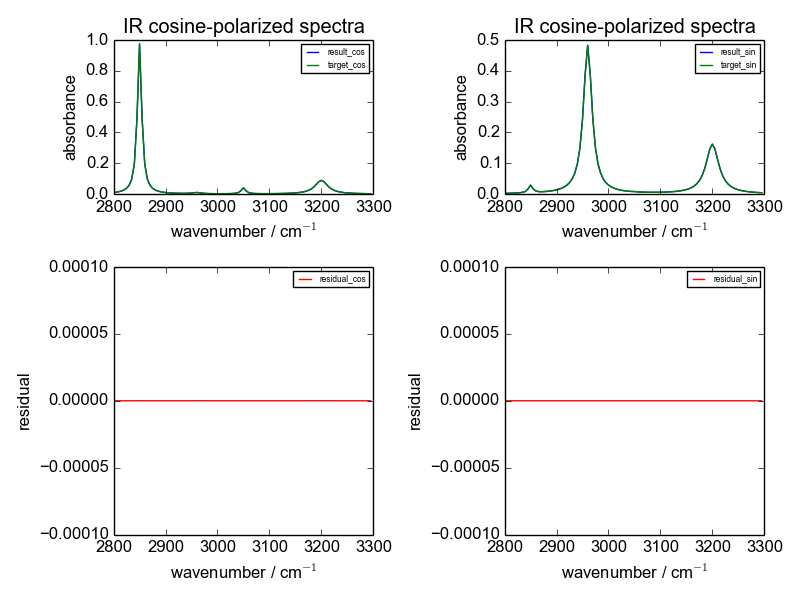 IR cosine-polarized spectra
1.0
0.8
0.6
0.4
0.2
0.0
absorbance
result_cos
target_cos
2800 2900 3000 3100 3200 3300
wavenumber / cm⁻¹
IR cosine-polarized spectra
0.5
0.4
0.3
0.2
0.1
0.0
absorbance
result_sin
target_sin
2800 2900 3000 3100 3200 3300
wavenumber / cm⁻¹
0.00010
0.00005
0.00000
−0.00005
−0.00010
residual
residual_cos
2800 2900 3000 3100 3200 3300
wavenumber / cm⁻¹
0.00010
0.00005
0.00000
−0.00005
−0.00010
residual
residual_sin
2800 2900 3000 3100 3200 3300
wavenumber / cm⁻¹